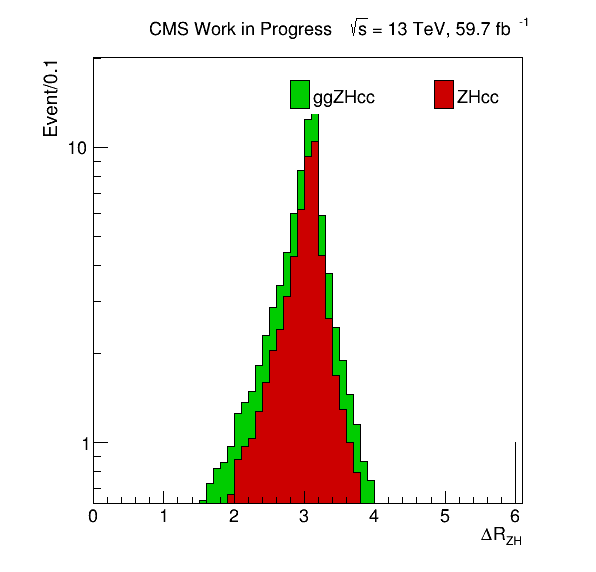 CMS Work in Progress √s = 13 TeV, 59.7 fb -1
Event/0.1
ggZHcc ZHcc
10
1
0 1 2 3 4 5 6
ΔR_ZH